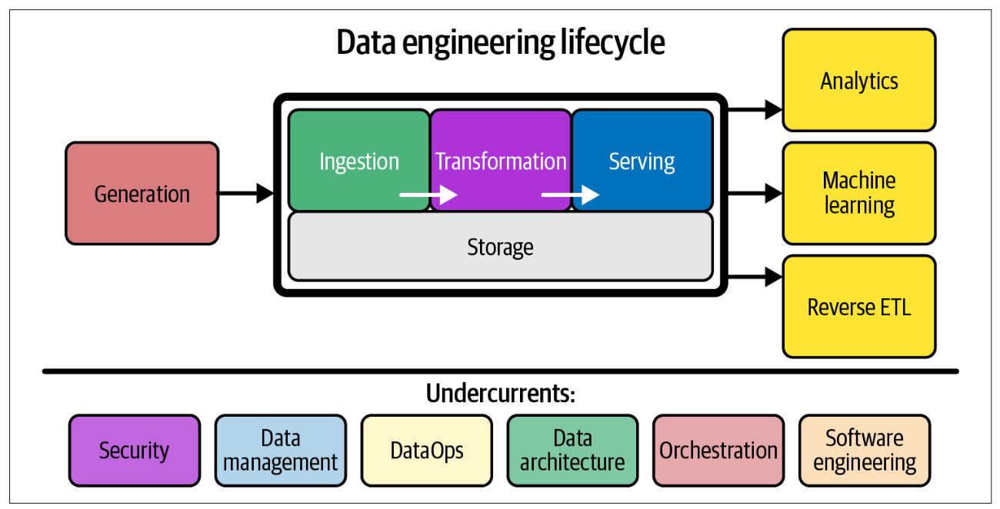 Data engineering lifecycle
Generation
Ingestion
Transformation
Serving
Storage
Analytics
Machine
learning
Reverse ETL
Undercurrents:
Security
Data
management
DataOps
Data
architecture
Orchestration
Software
engineering